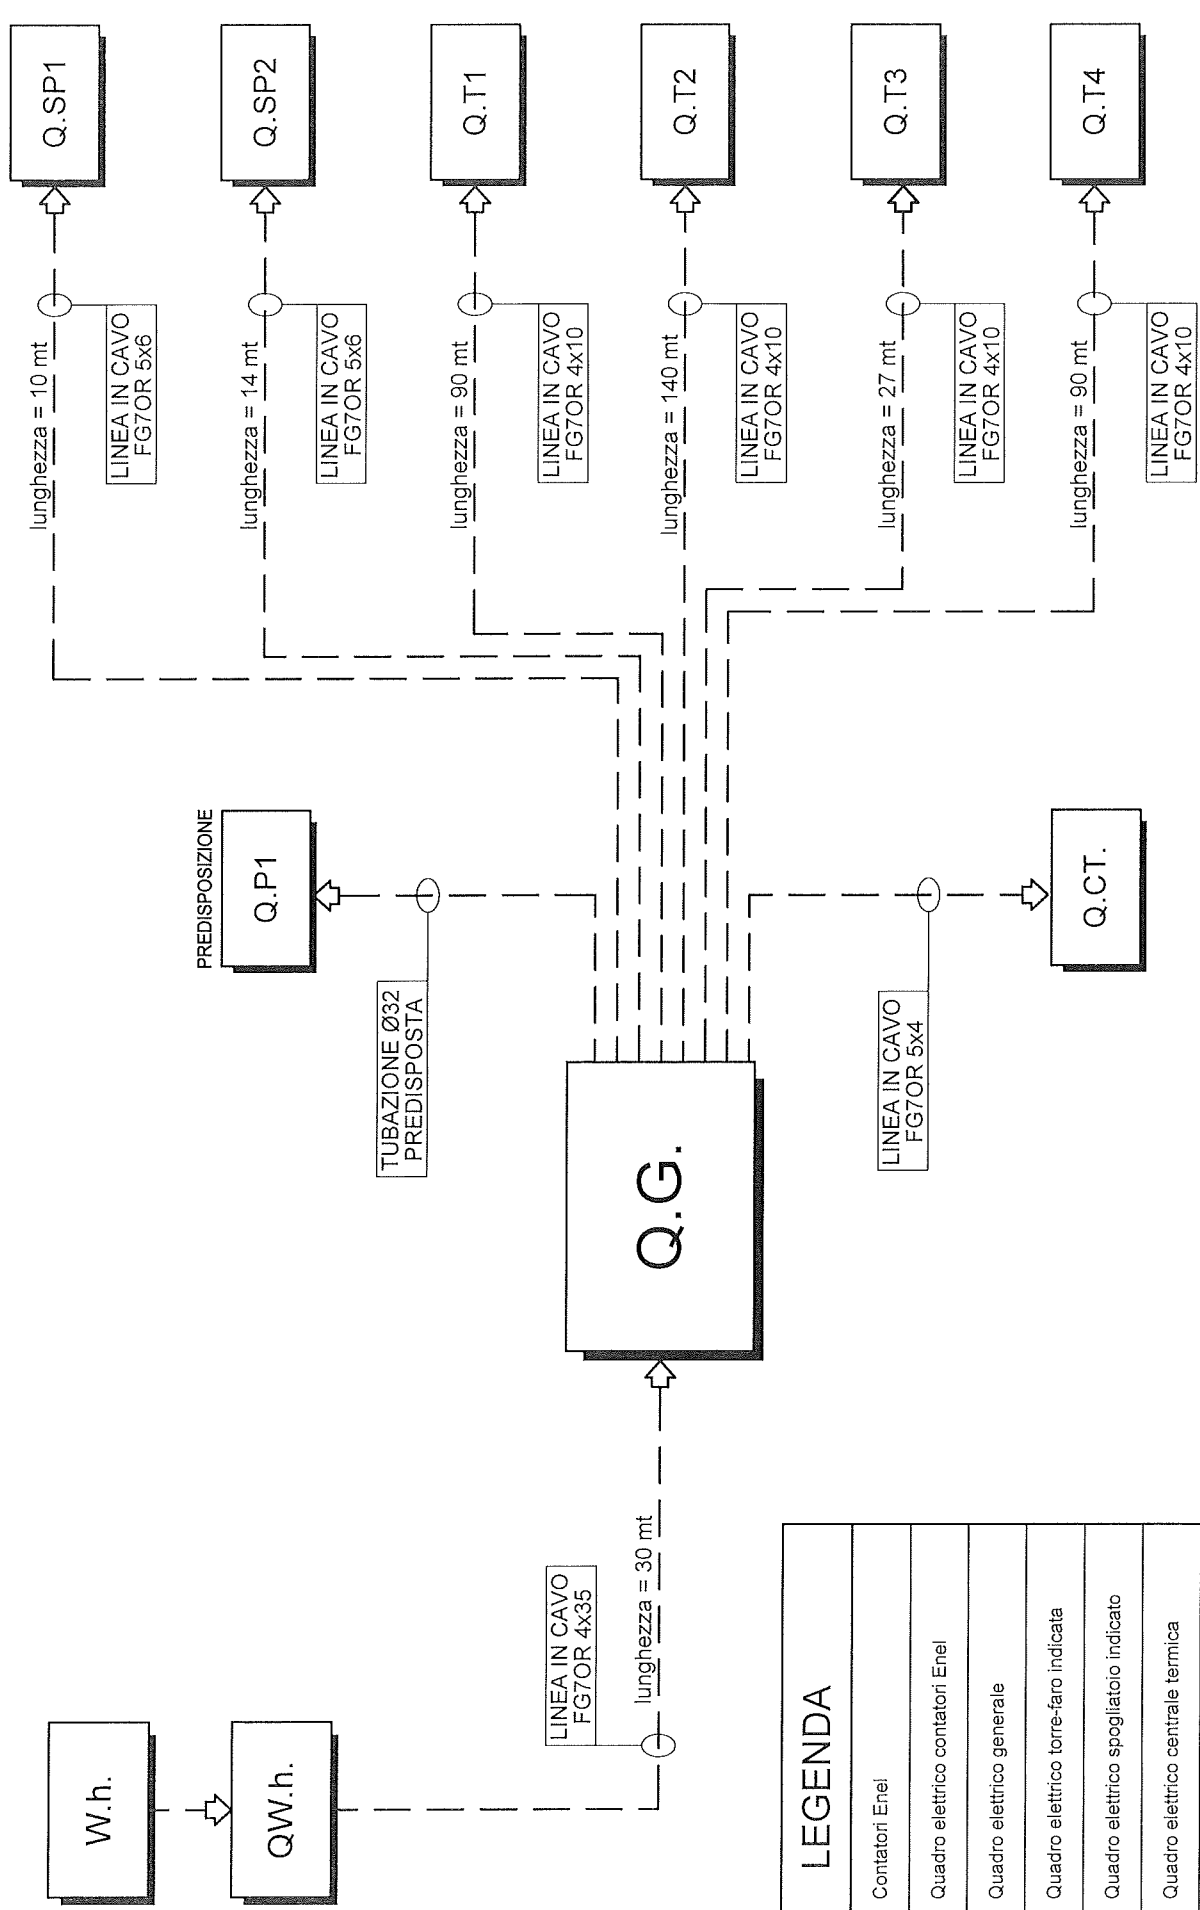 W.h.
QW.h.
LINEA IN CAVO
FG7OR 4x35
lunghezza = 30 mt
Q.G.
TUBAZIONE Ø32
PREDISPOSTA
PREDISPOSIZIONE
Q.P1
LINEA IN CAVO
FG7OR 5x4
Q.CT.
lunghezza = 10 mt
LINEA IN CAVO
FG7OR 5x6
Q.SP1
lunghezza = 14 mt
LINEA IN CAVO
FG7OR 5x6
Q.SP2
lunghezza = 90 mt
LINEA IN CAVO
FG7OR 4x10
Q.T1
lunghezza = 140 mt
LINEA IN CAVO
FG7OR 4x10
Q.T2
lunghezza = 27 mt
LINEA IN CAVO
FG7OR 4x10
Q.T3
lunghezza = 90 mt
LINEA IN CAVO
FG7OR 4x10
Q.T4
LEGENDA
Contatori Enel
Quadro elettrico contatori Enel
Quadro elettrico generale
Quadro elettrico torre-faro indicata
Quadro elettrico spogliatoio indicato
Quadro elettrico centrale termica